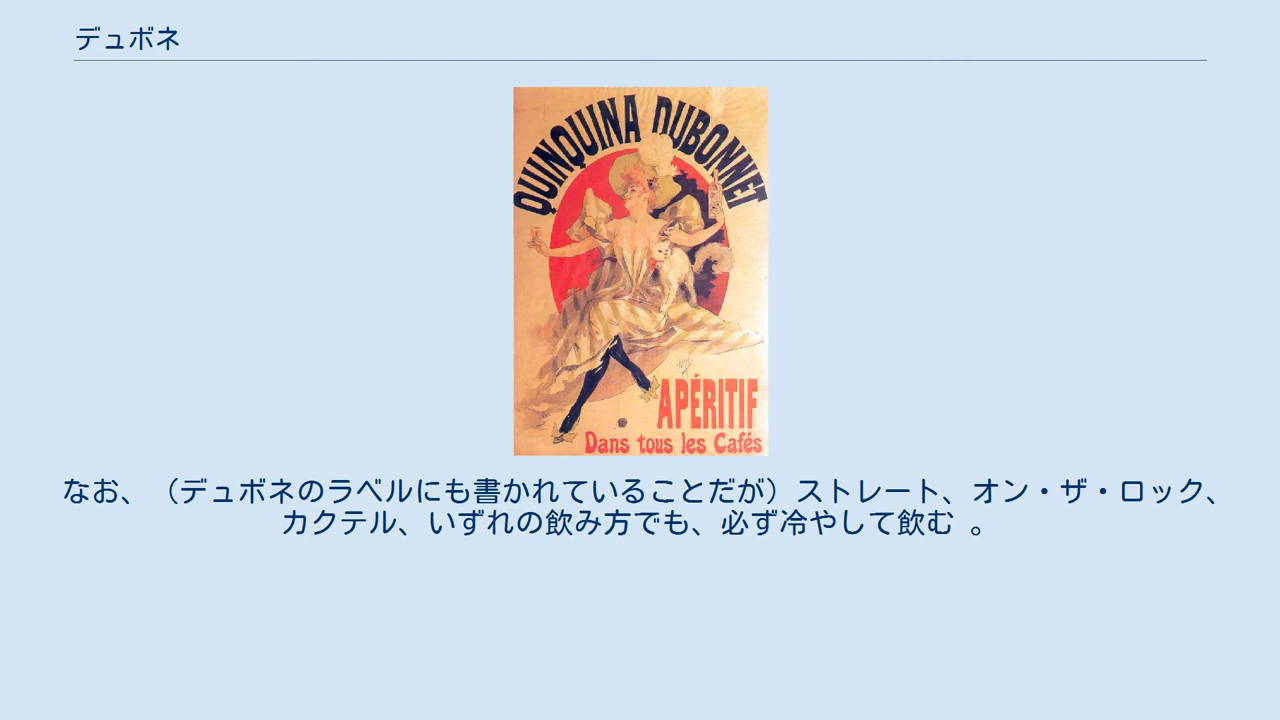 デュボネ
QUINQUINA DUBONNET
APÉRITIF
Dans tous les Cafés
なお、（デュボネのラベルにも書かれていることだが）ストレート、オン・ザ・ロック、
カクテル、いずれの飲み方でも、必ず冷やして飲む 。